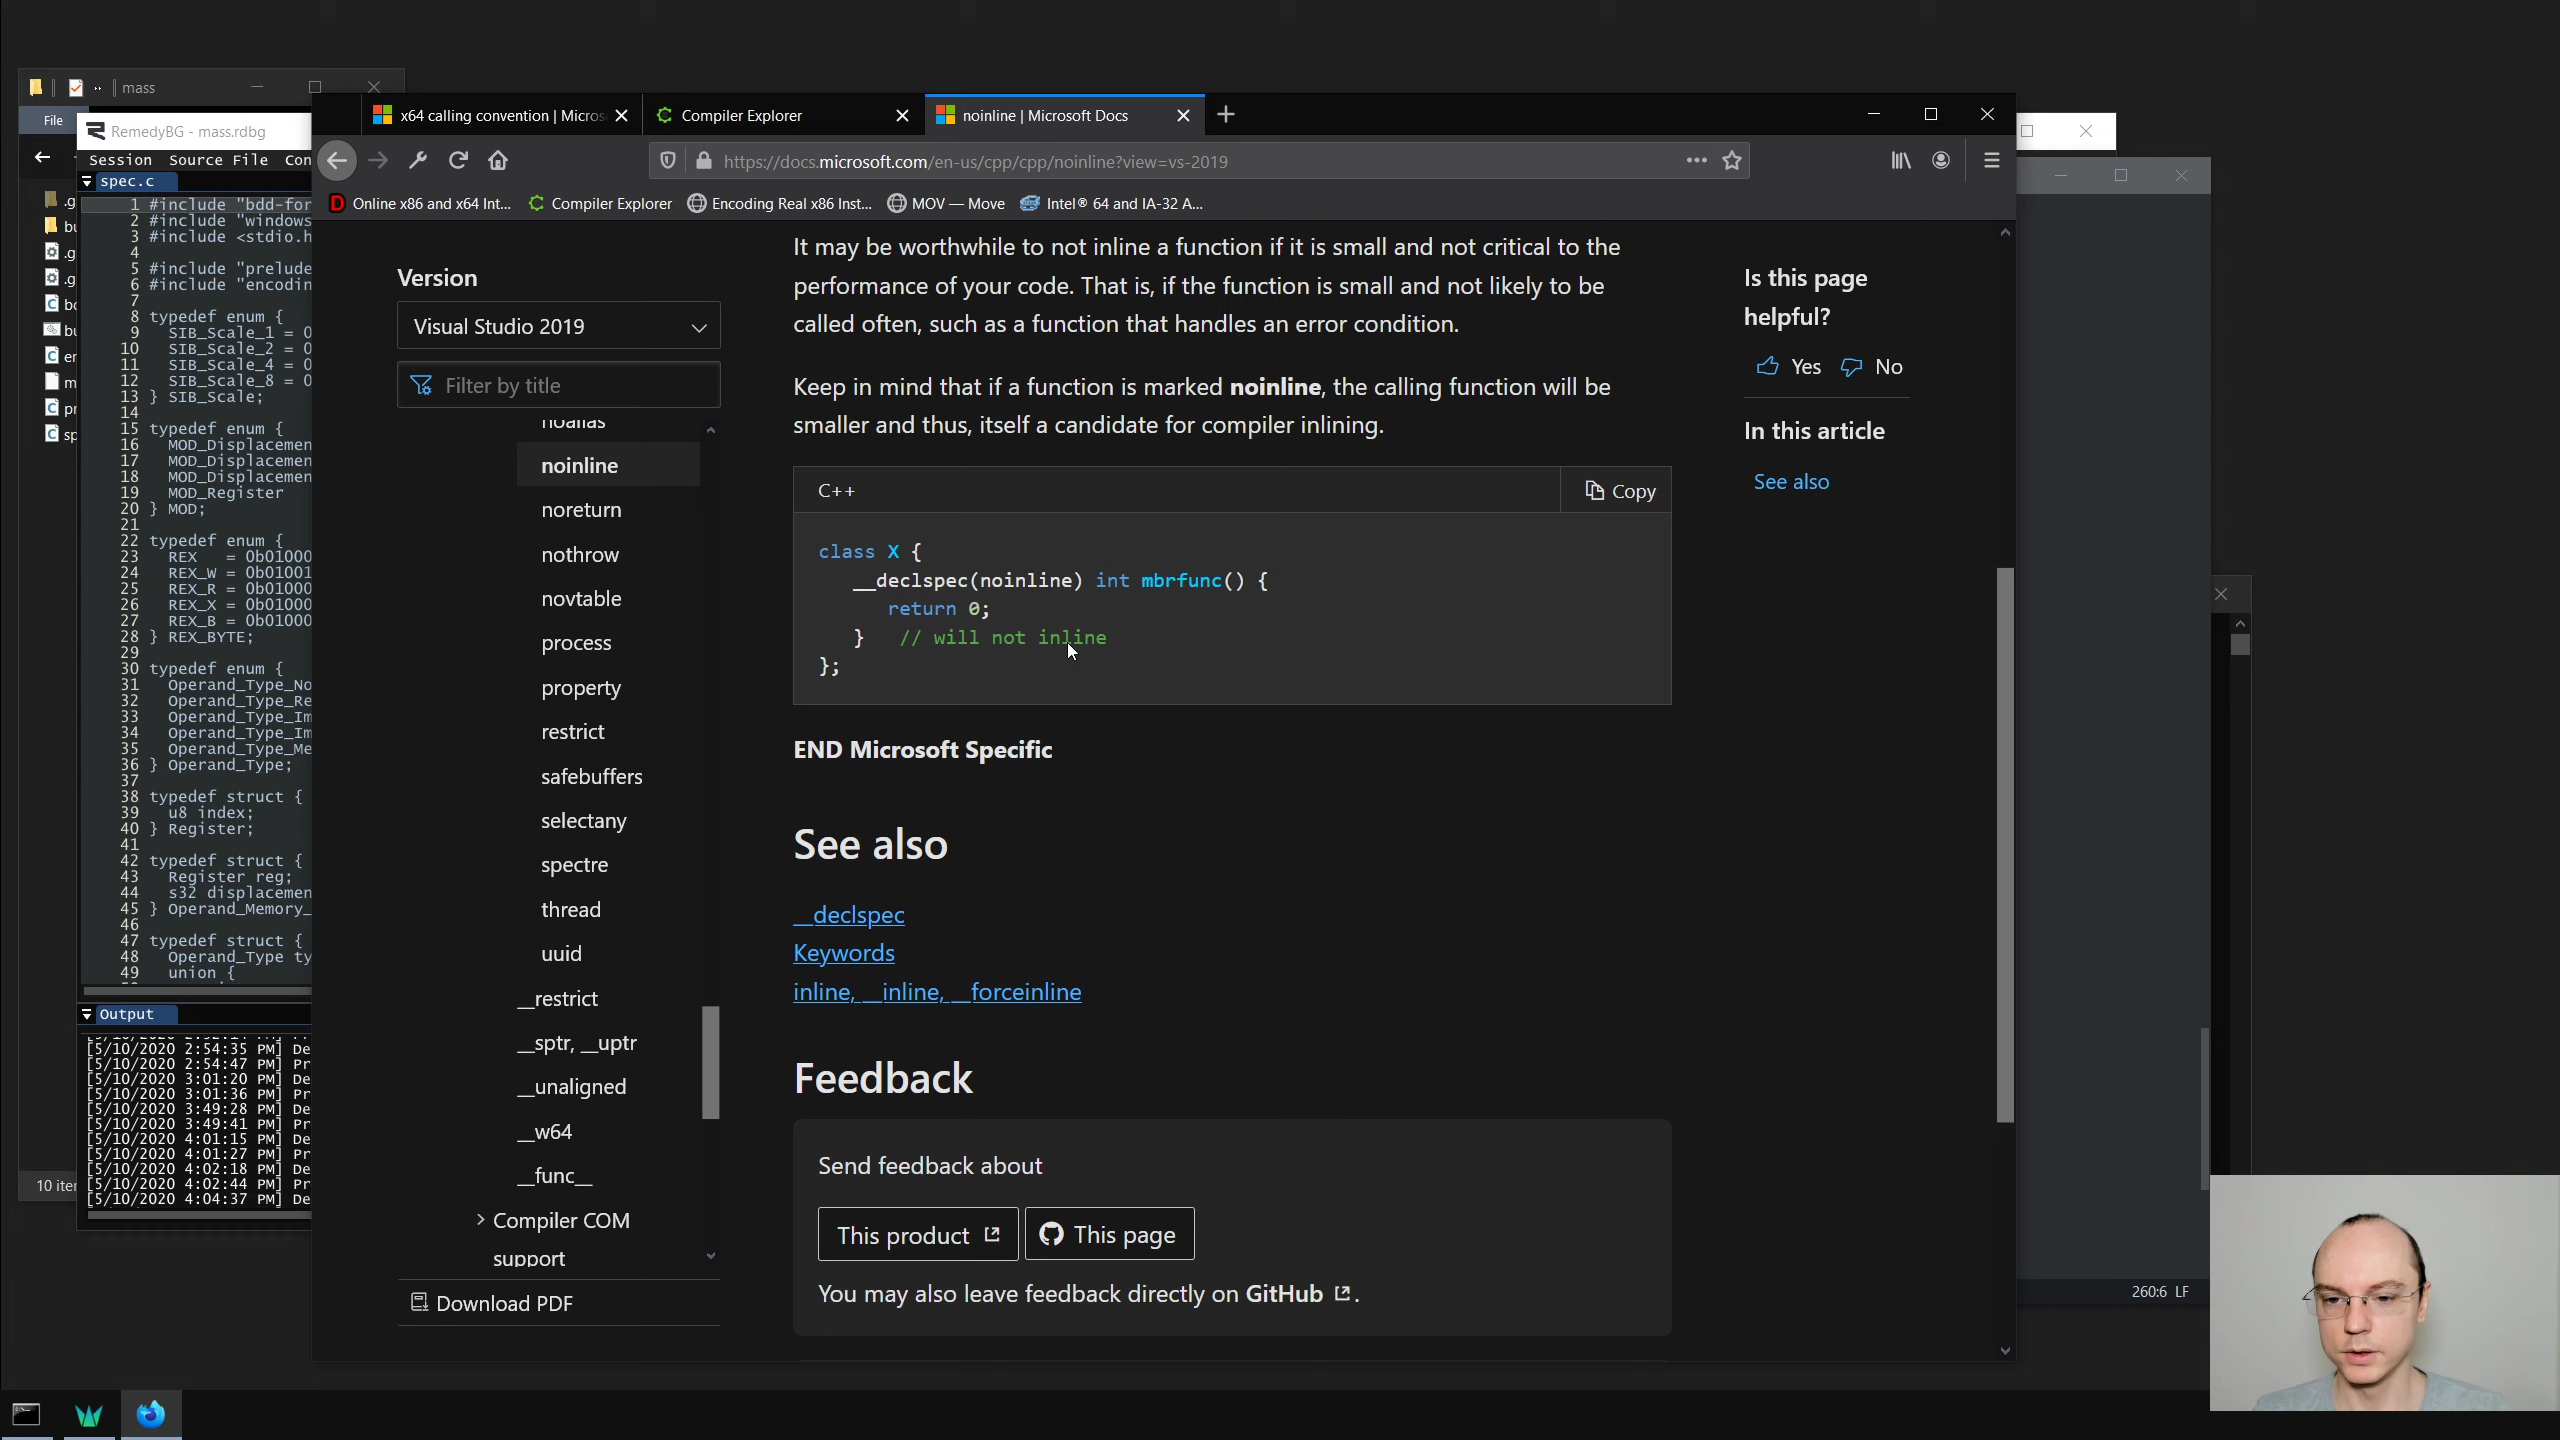 mass
File
RemedyBG - mass.rdbg
Session Source File Con
spec.c
1 #include "bdd-for
2 #include "windows
3 #include <stdio.h
4
5 #include "prelude
6 #include "encodin
7
8 typedef enum {
9 SIB_Scale_1 = 0
10 SIB_Scale_2 = 0
11 SIB_Scale_4 = 0
12 SIB_Scale_8 = 0
13 } SIB_Scale;
14
15 typedef enum {
16 MOD_Displacemen
17 MOD_Displacemen
18 MOD_Displacemen
19 MOD_Register
20 } MOD;
21
22 typedef enum {
23 REX = 0b01000
24 REX_W = 0b01001
25 REX_R = 0b01000
26 REX_X = 0b01000
27 REX_B = 0b01000
28 } REX_BYTE;
29
30 typedef enum {
31 Operand_Type_No
32 Operand_Type_Re
33 Operand_Type_Im
34 Operand_Type_Im
35 Operand_Type_Me
36 } Operand_Type;
37
38 typedef struct {
39 u8 index;
40 } Register;
41
42 typedef struct {
43 Register reg;
44 s32 displacemen
45 } Operand_Memory_
46
47 typedef struct {
48 Operand_Type ty
49 union {
Output
[5/10/2020 2:54:35 PM] De
[5/10/2020 2:54:47 PM] Pr
[5/10/2020 3:01:20 PM] De
[5/10/2020 3:01:36 PM] Pr
[5/10/2020 3:49:28 PM] De
[5/10/2020 3:49:41 PM] Pr
[5/10/2020 4:01:15 PM] De
[5/10/2020 4:01:27 PM] Pr
[5/10/2020 4:02:18 PM] De
[5/10/2020 4:02:44 PM] Pr
[5/10/2020 4:04:37 PM] De
10 iter
x64 calling convention | Micros
Compiler Explorer
noinline | Microsoft Docs
https://docs.microsoft.com/en-us/cpp/cpp/noinline?view=vs-2019
Online x86 and x64 Int...
Compiler Explorer
Encoding Real x86 Inst...
MOV — Move
Intel® 64 and IA-32 A...
Version
Visual Studio 2019
Filter by title
noalias
noinline
noreturn
nothrow
novtable
process
property
restrict
safebuffers
selectany
spectre
thread
uuid
__restrict
__sptr, __uptr
__unaligned
__w64
__func__
Compiler COM
support
Download PDF
It may be worthwhile to not inline a function if it is small and not critical to the
performance of your code. That is, if the function is small and not likely to be
called often, such as a function that handles an error condition.
Keep in mind that if a function is marked noinline, the calling function will be
smaller and thus, itself a candidate for compiler inlining.
C++
Copy
class X {
__declspec(noinline) int mbrfunc() {
return 0;
} // will not inline
};
END Microsoft Specific
See also
__declspec
Keywords
inline, __inline, __forceinline
Feedback
Send feedback about
This product
This page
You may also leave feedback directly on GitHub .
Is this page
helpful?
Yes
No
In this article
See also
260:6 LF